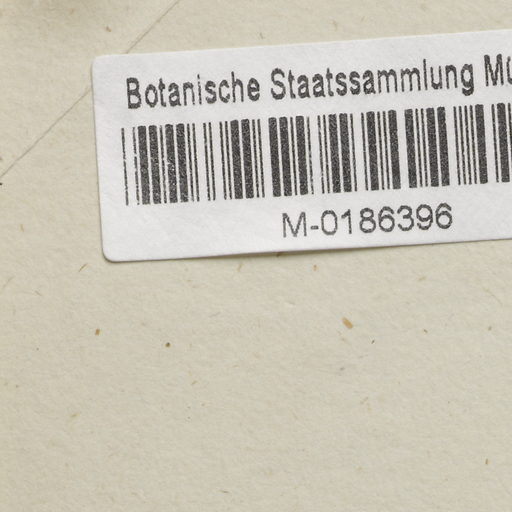 Botanische Staatssammlung
M-0186396